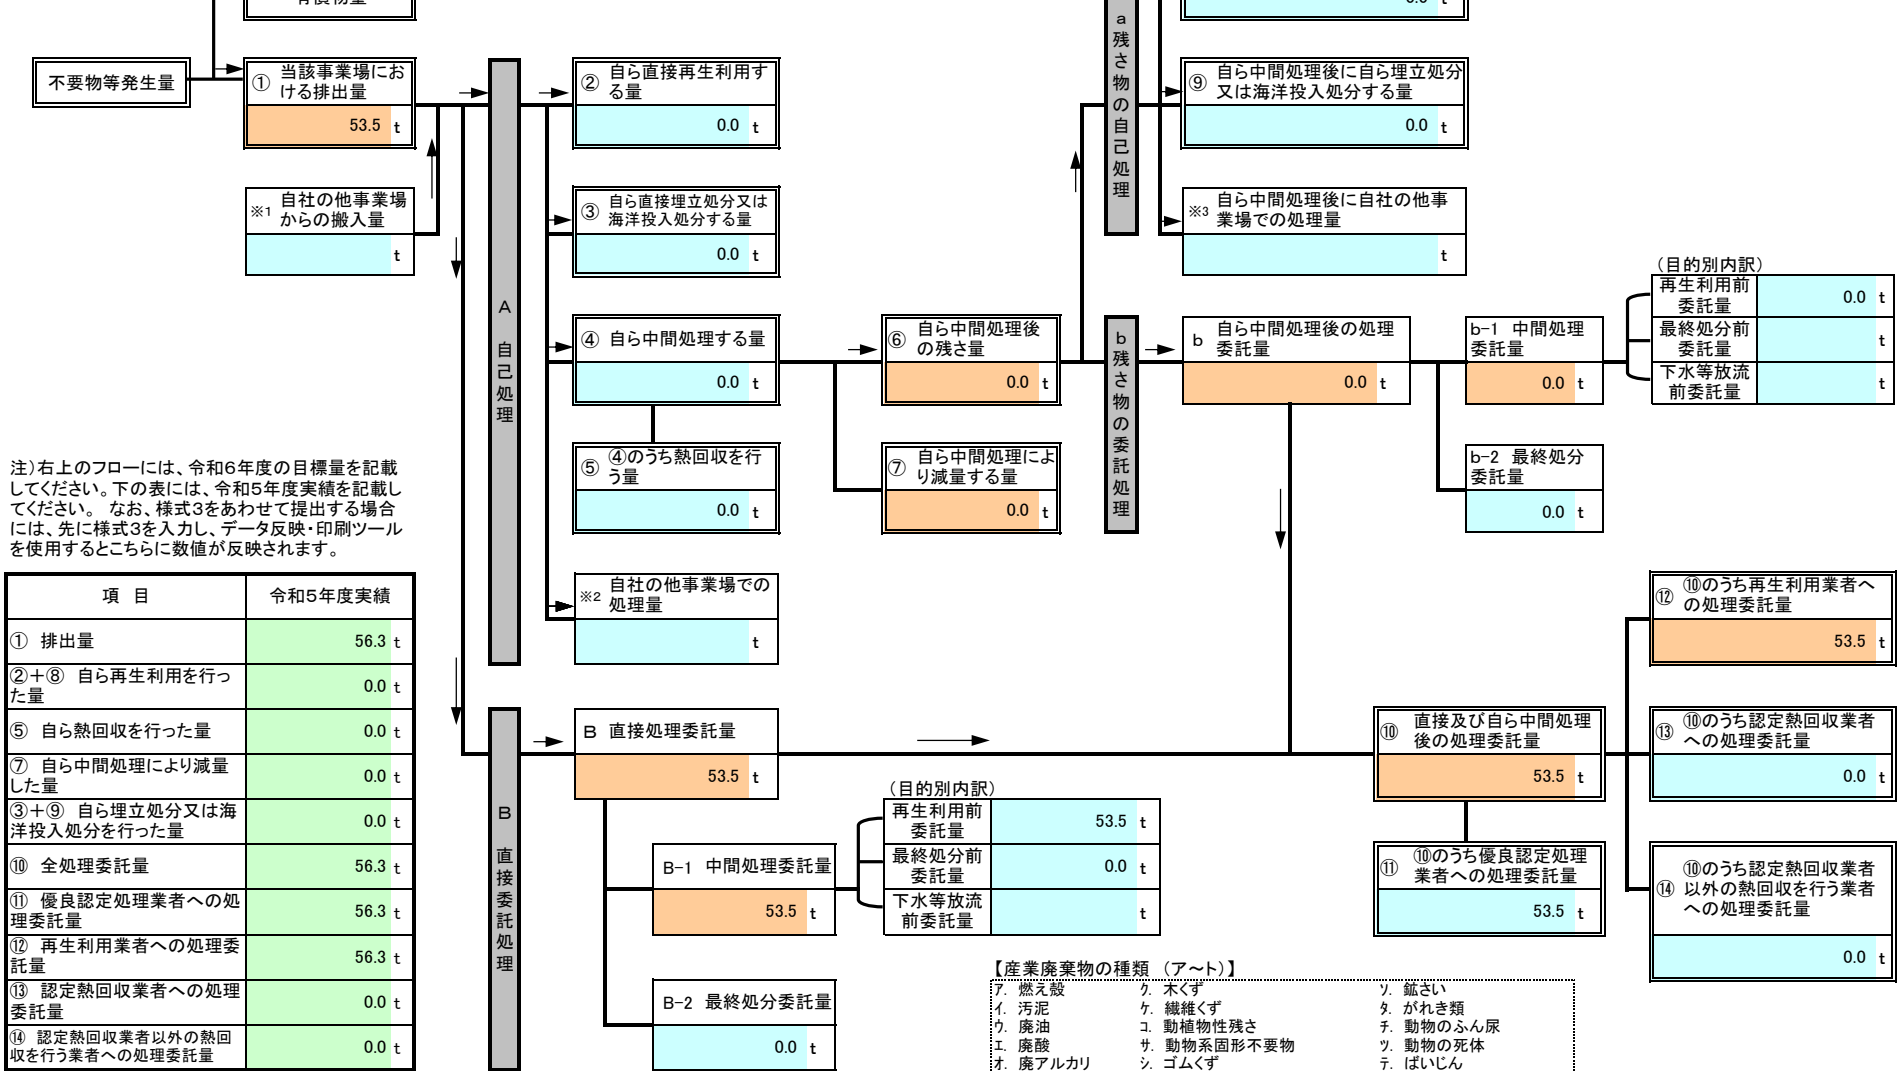 有償物量
不要物等発生量
① 当該事業場にお
ける排出量
53.5 t
※1 自社の他事業場
からの搬入量
t
A 自己処理
② 自ら直接再生利用す
る量
0.0 t
③ 自ら直接埋立処分又は
海洋投入処分する量
0.0 t
④ 自ら中間処理する量
0.0 t
⑤ ④のうち熱回収を行
う量
0.0 t
※2 自社の他事業場での
処理量
t
⑥ 自ら中間処理後
の残さ量
0.0 t
⑦ 自ら中間処理によ
り減量する量
0.0 t
a 残さ物の自己処理
t
⑨ 自ら中間処理後に自ら埋立処分
又は海洋投入処分する量
0.0 t
※3 自ら中間処理後に自社の他事
業場での処理量
t
b 残さ物の委託処理
b 自ら中間処理後の処理
委託量
0.0 t
b-1 中間処理
委託量
0.0 t
(目的別内訳)
再生利用前
委託量
0.0 t
最終処分前
委託量
t
下水等放流
前委託量
t
b-2 最終処分
委託量
0.0 t
注)右上のフローには、令和6年度の目標量を記載
してください。下の表には、令和5年度実績を記載し
てください。 なお、様式3をあわせて提出する場合
には、先に様式3を入力し、データ反映・印刷ツール
を使用するとこちらに数値が反映されます。
項 目 令和5年度実績
① 排出量 56.3 t
②+⑧ 自ら再生利用を行っ
た量
0.0 t
⑤ 自ら熱回収を行った量 0.0 t
⑦ 自ら中間処理により減量
した量
0.0 t
③+⑨ 自ら埋立処分又は海
洋投入処分を行った量
0.0 t
⑩ 全処理委託量 56.3 t
⑪ 優良認定処理業者への処
理委託量
56.3 t
⑫ 再生利用業者への処理委
託量
56.3 t
⑬ 認定熱回収業者への処理
委託量
0.0 t
⑭ 認定熱回収業者以外の熱回
収を行う業者への処理委託量
0.0 t
B 直接委託処理
B 直接処理委託量
53.5 t
B-1 中間処理委託量
53.5 t
B-2 最終処分委託量
0.0 t
(目的別内訳)
再生利用前
委託量
53.5 t
最終処分前
委託量
0.0 t
下水等放流
前委託量
t
⑩ 直接及び自ら中間処理
後の処理委託量
53.5 t
⑪ ⑩のうち優良認定処理
業者への処理委託量
53.5 t
⑫ ⑩のうち再生利用業者へ
の処理委託量
53.5 t
⑬ ⑩のうち認定熱回収業者
への処理委託量
0.0 t
⑭ ⑩のうち認定熱回収業者
以外の熱回収を行う業者
への処理委託量
0.0 t
【産業廃棄物の種類 (ア～ト)】
ア. 燃え殻 ク. 木くず ソ. 鉱さい
イ. 汚泥 ケ. 繊維くず タ. がれき類
ウ. 廃油 コ. 動植物性残さ チ. 動物のふん尿
エ. 廃酸 サ. 動物系固形不要物 ツ. 動物の死体
オ. 廃アルカリ シ. ゴムくず テ. ばいじん